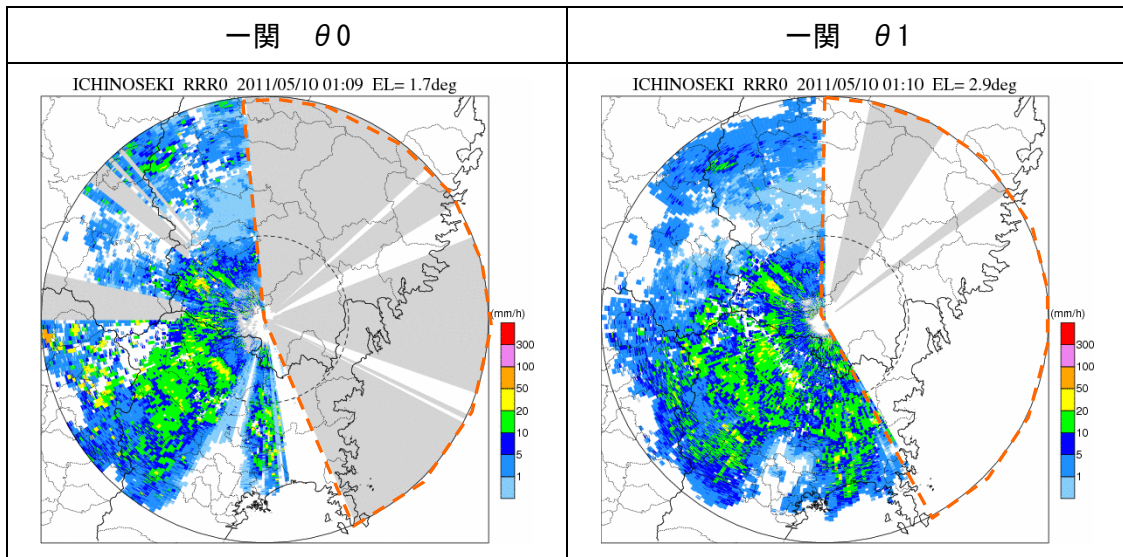 一関 θ0
一関 θ1
ICHINOSEKI RRR0 2011/05/10 01:09 EL= 1.7deg
(mm/h)
300
100
50
20
10
5
1
ICHINOSEKI RRR0 2011/05/10 01:10 EL= 2.9deg
(mm/h)
300
100
50
20
10
5
1